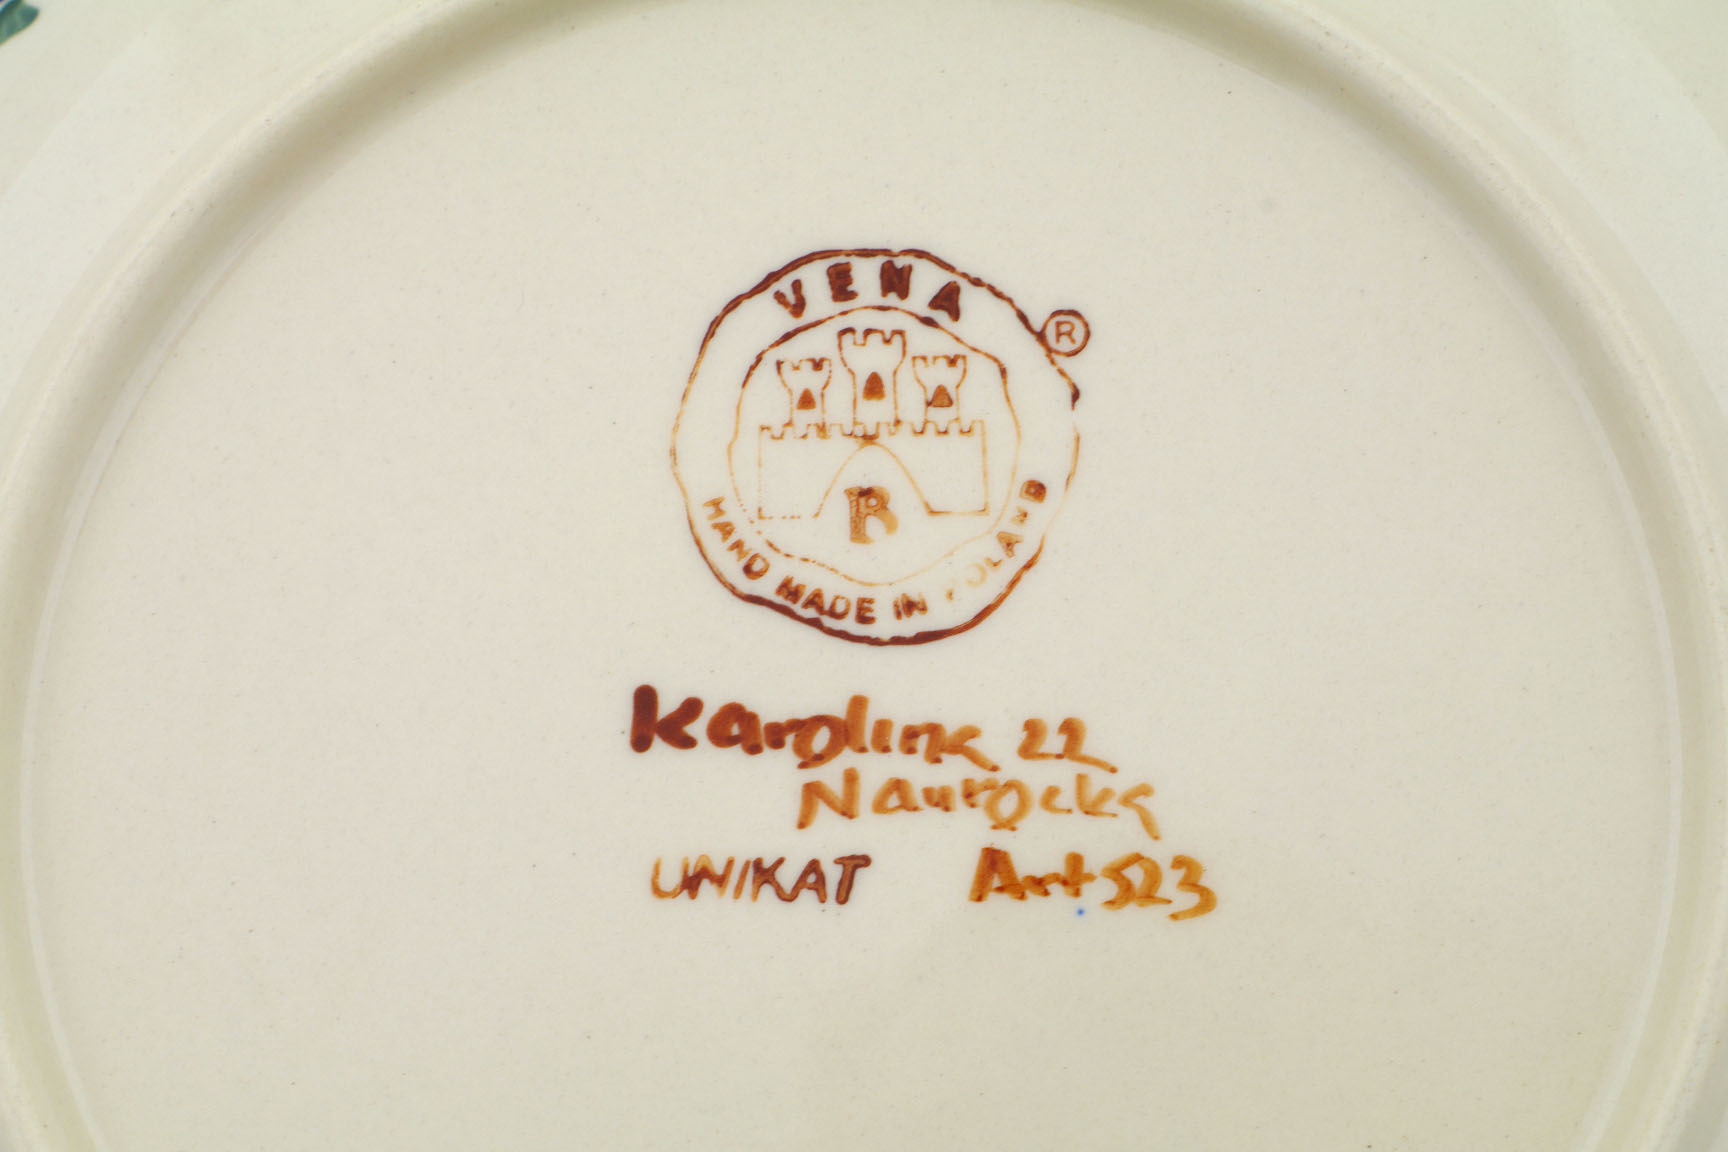 VENA
®
B
HAND MADE IN POLAND
Karolina 22
Nawrocka
UNIKAT Art 523